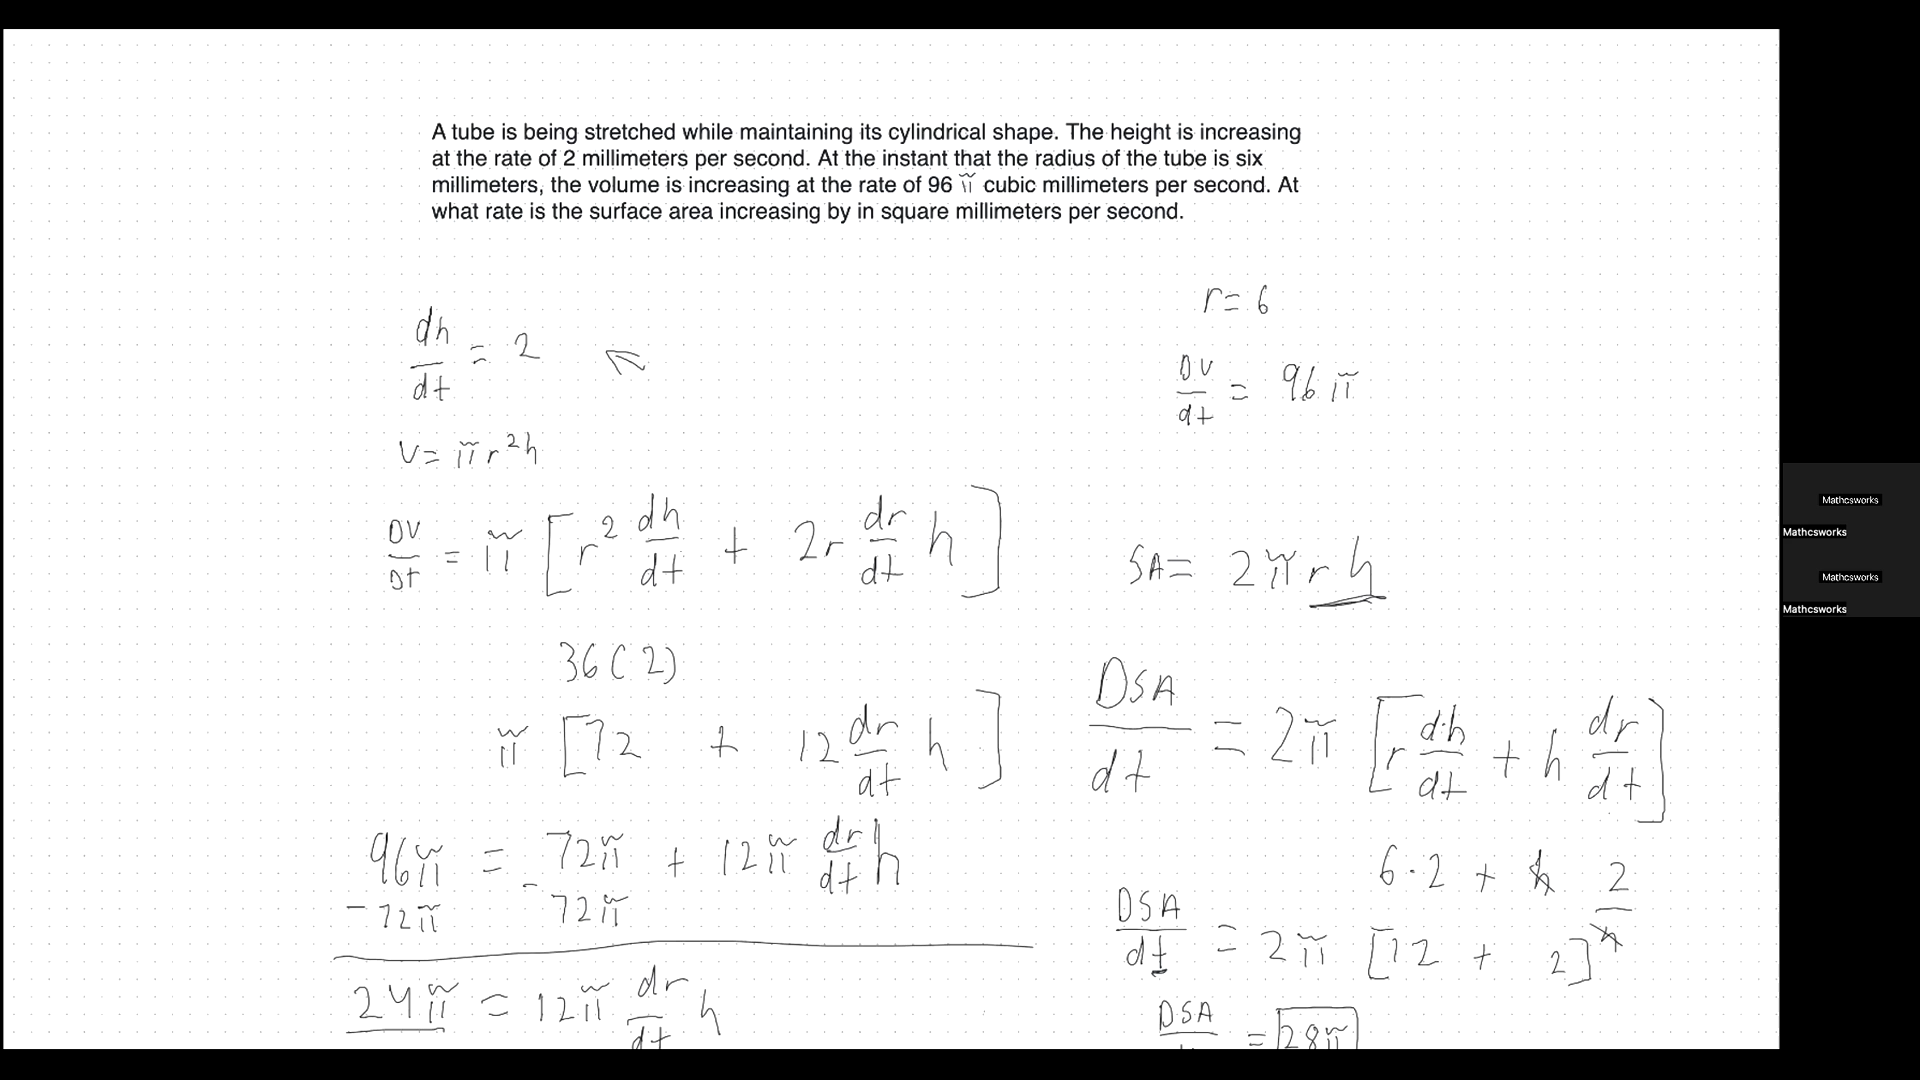 A tube is being stretched while maintaining its cylindrical shape. The height is increasing
at the rate of 2 millimeters per second. At the instant that the radius of the tube is six
millimeters, the volume is increasing at the rate of 96 π cubic millimeters per second. At
what rate is the surface area increasing by in square millimeters per second.
dh/dt = 2
V = πr²h
DV/Dt = π [r² dh/dt + 2r dr/dt h]
36(2)
π [72 + 12 dr/dt h]
96π = 72π + 12π dr/dt h
-72π -72π
24π = 12π dr/dt h
r = 6
DV/dt = 96π
SA = 2πrh
DSA/dt = 2π [r dh/dt + h dr/dt]
6·2 + h 2/h
DSA/dt = 2π [12 + 2]
DSA = 28π
Mathcsworks
Mathcsworks
Mathcsworks
Mathcsworks